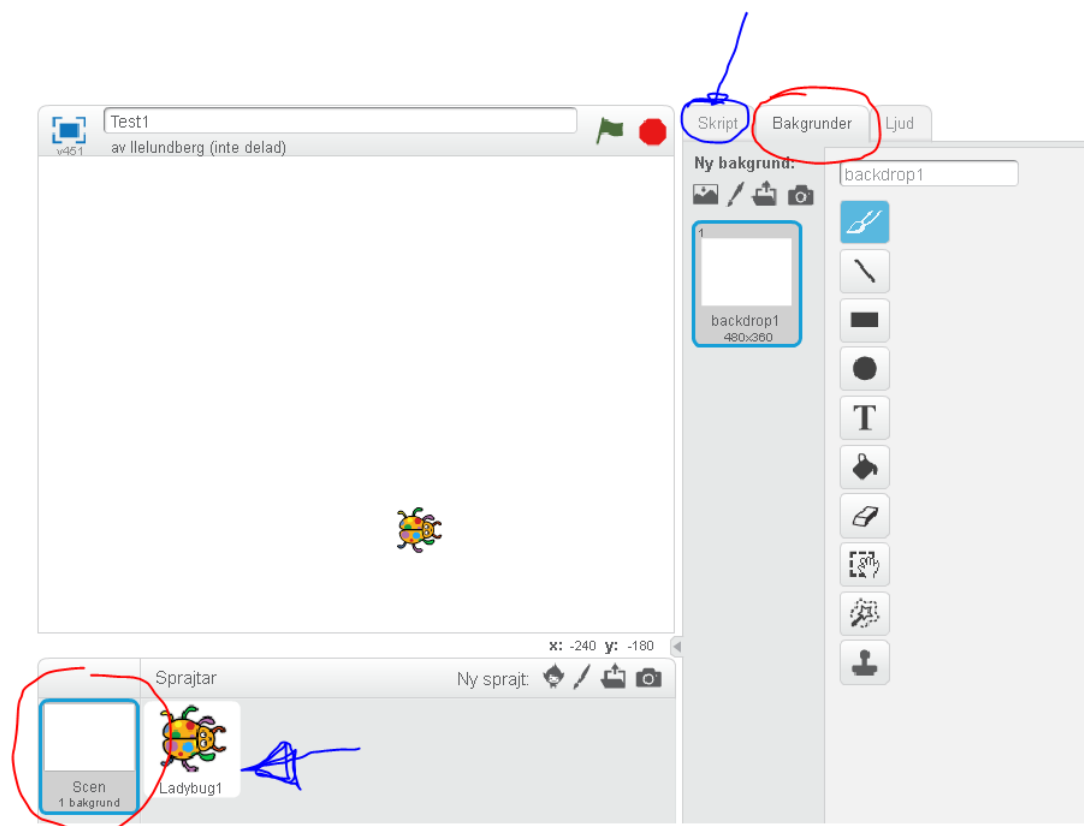 Test1
v451
av llelundberg (inte delad)
Skript
Bakgrunder
Ljud
Ny bakgrund:
backdrop1
1
backdrop1
480x360
T
x: -240 y: -180
Sprajtar
Ny sprajt:
Scen
1 bakgrund
Ladybug1